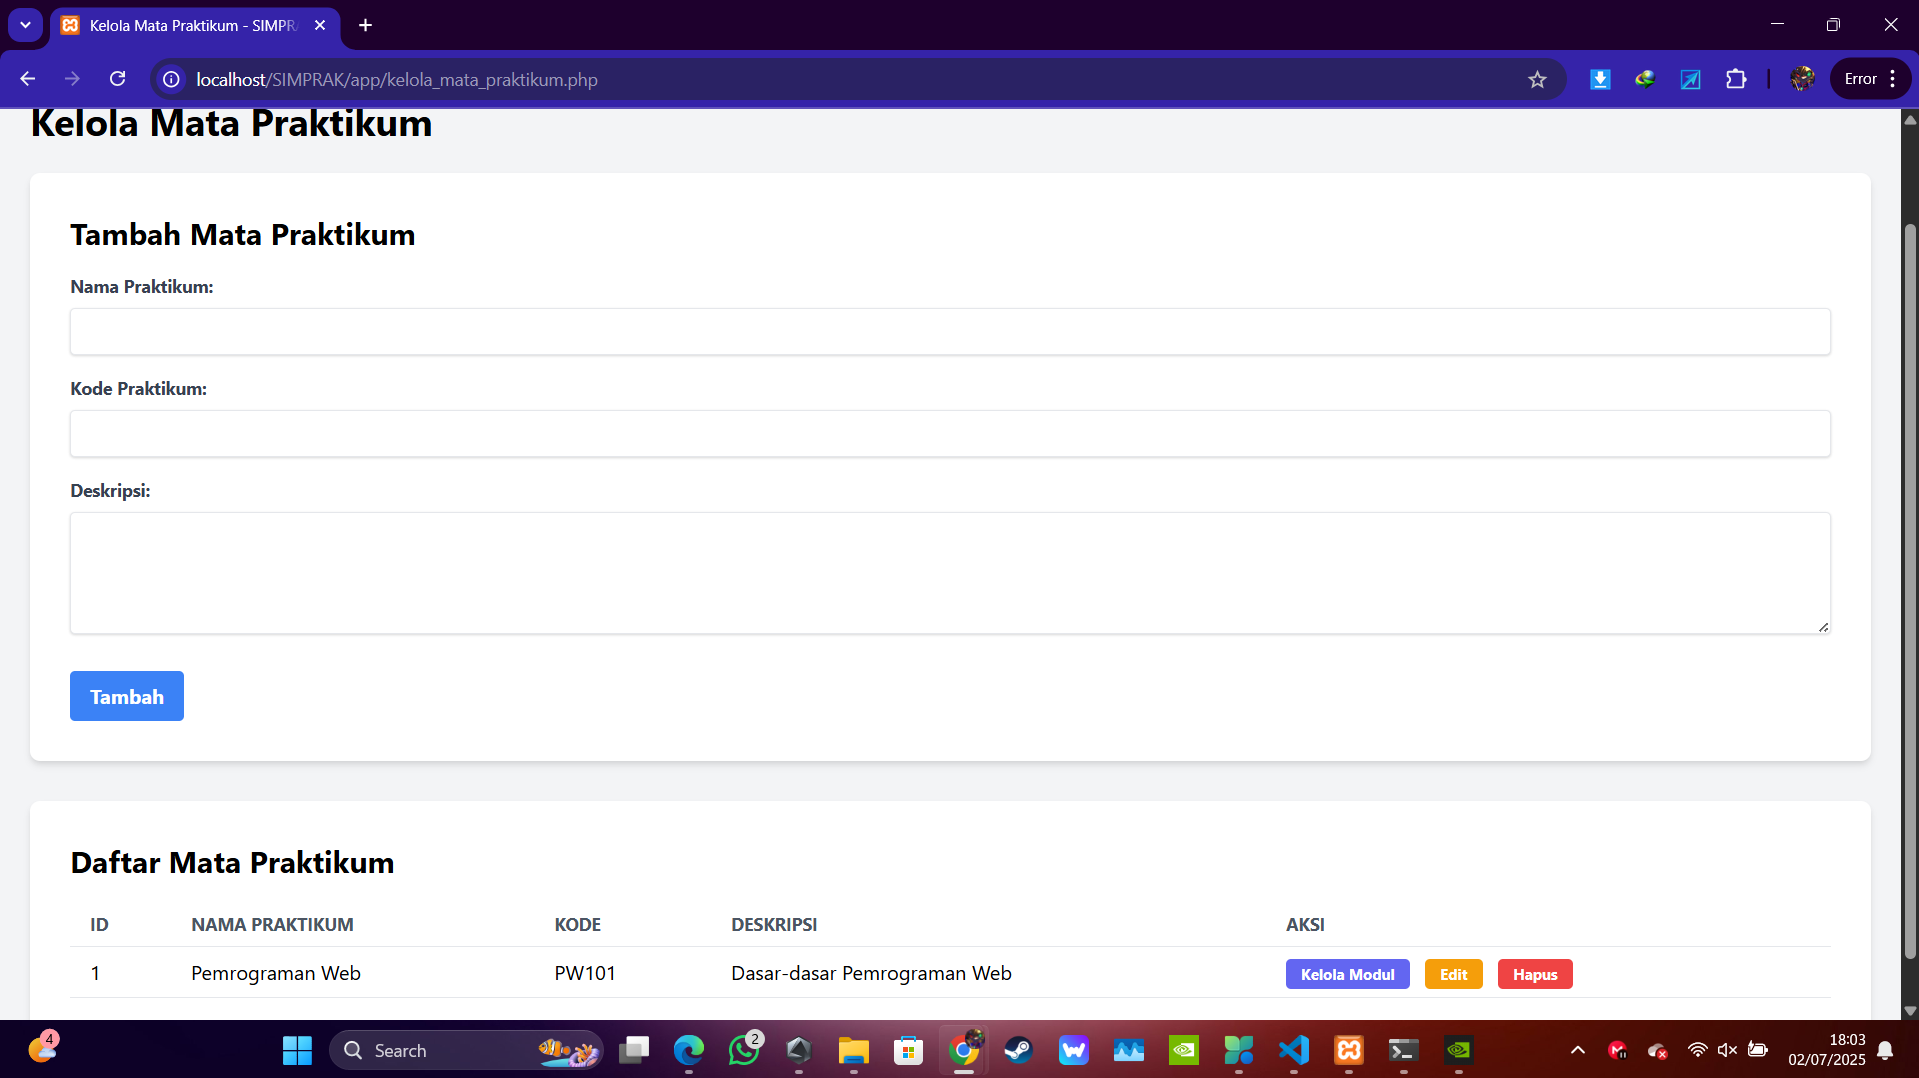 Kelola Mata Praktikum - SIMPRA
localhost/SIMPRAK/app/kelola_mata_praktikum.php
Error
Kelola Mata Praktikum
Tambah Mata Praktikum
Nama Praktikum:
Kode Praktikum:
Deskripsi:
Tambah
Daftar Mata Praktikum
ID NAMA PRAKTIKUM KODE DESKRIPSI AKSI
1 Pemrograman Web PW101 Dasar-dasar Pemrograman Web Kelola Modul Edit Hapus
4
Search
2
18:03
02/07/2025